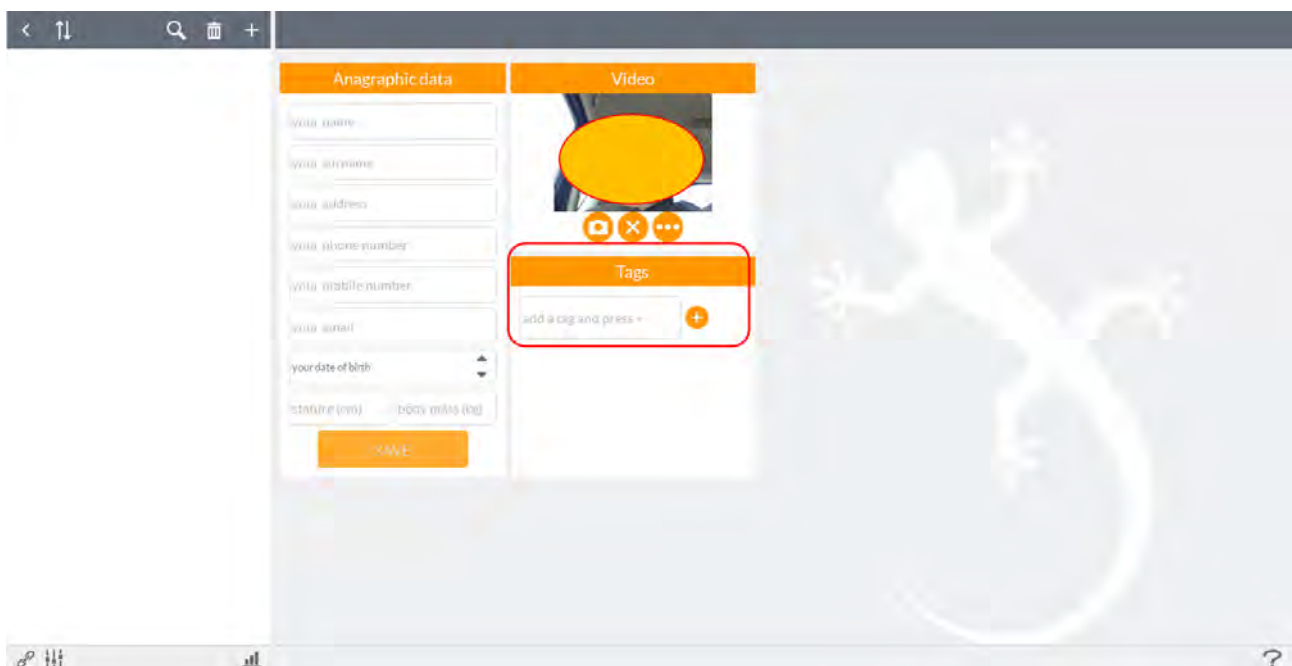 Anagraphic data
your name
your surname
your address
your phone number
your mobile number
your email
your date of birth
stature (cm) body mass (kg)
SAVE
Video
Tags
add a tag and press +
?